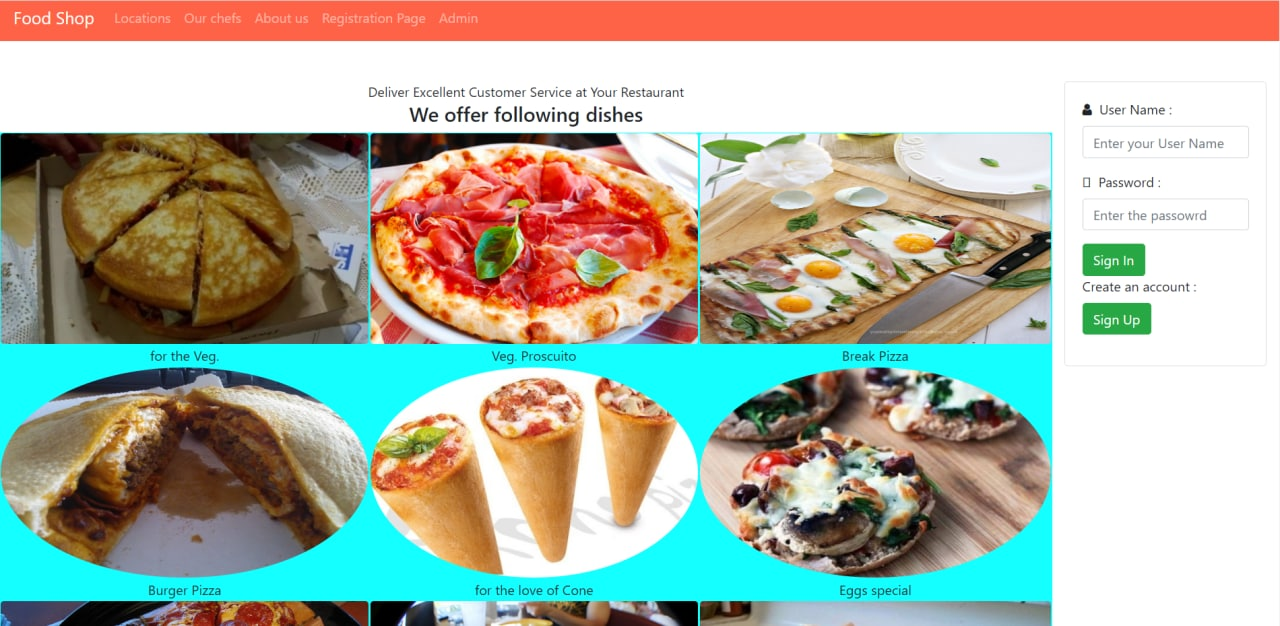 Food Shop Locations Our chefs About us Registration Page Admin
Deliver Excellent Customer Service at Your Restaurant
We offer following dishes
for the Veg.
Veg. Proscuito
Break Pizza
Burger Pizza
for the love of Cone
Eggs special
User Name :
Enter your User Name
Password :
Enter the passowrd
Sign In
Create an account :
Sign Up